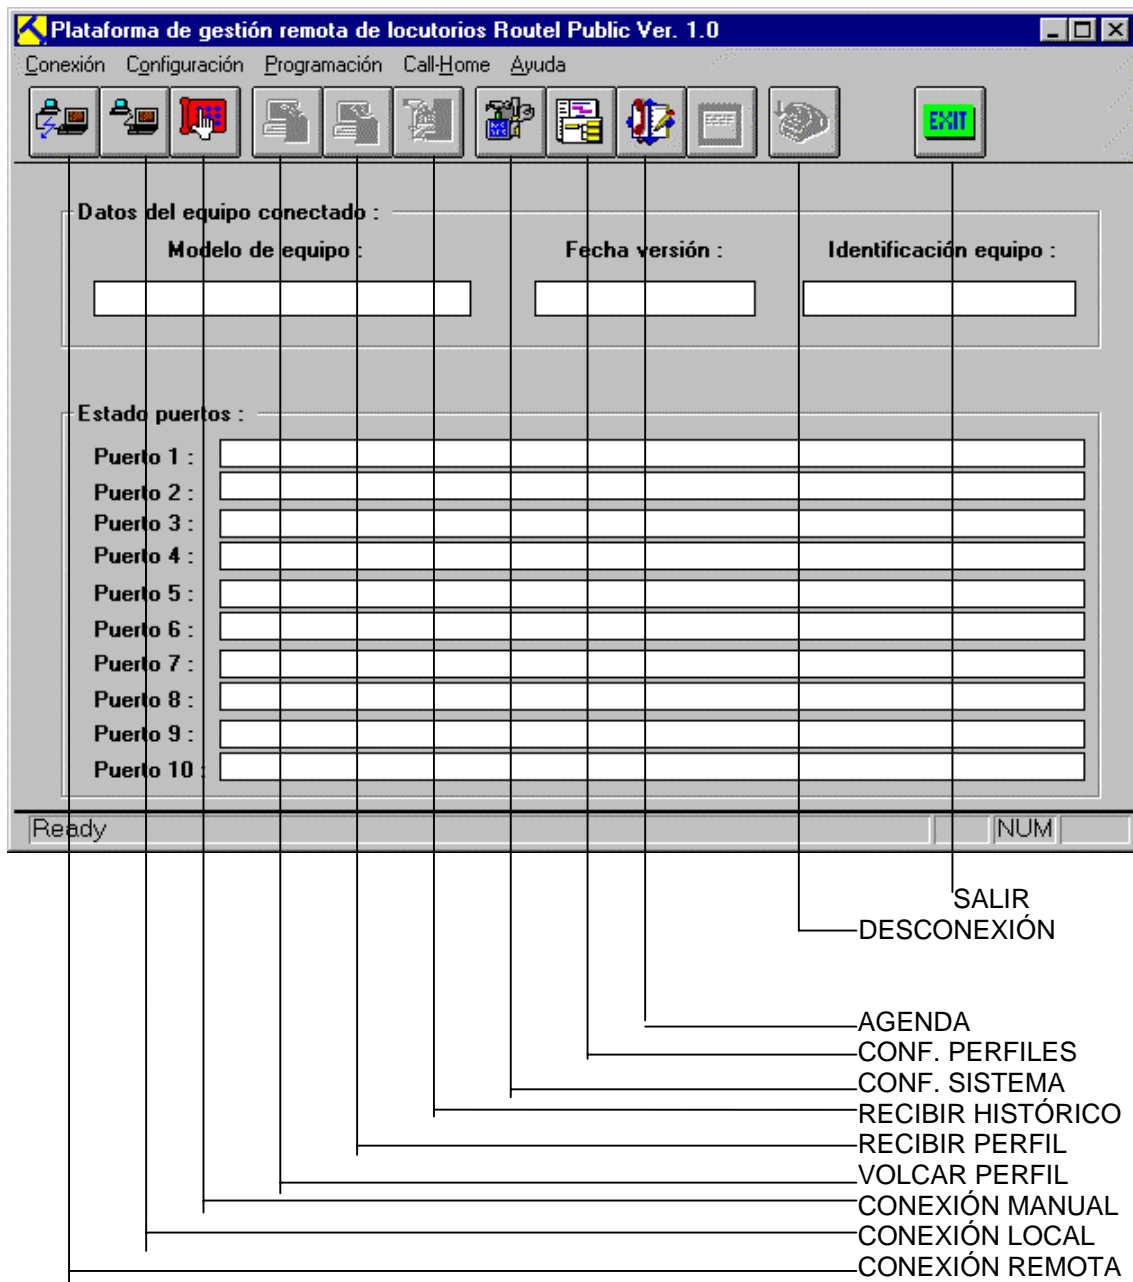 Plataforma de gestión remota de locutorios Routel Public Ver. 1.0
Conexión Configuración Programación Call-Home Ayuda
EXIT
Datos del equipo conectado :
Modelo de equipo : Fecha versión : Identificación equipo :
Estado puertos :
Puerto 1 :
Puerto 2 :
Puerto 3 :
Puerto 4 :
Puerto 5 :
Puerto 6 :
Puerto 7 :
Puerto 8 :
Puerto 9 :
Puerto 10 :
Ready NUM
SALIR
DESCONEXIÓN
AGENDA
CONF. PERFILES
CONF. SISTEMA
RECIBIR HISTÓRICO
RECIBIR PERFIL
VOLCAR PERFIL
CONEXIÓN MANUAL
CONEXIÓN LOCAL
CONEXIÓN REMOTA